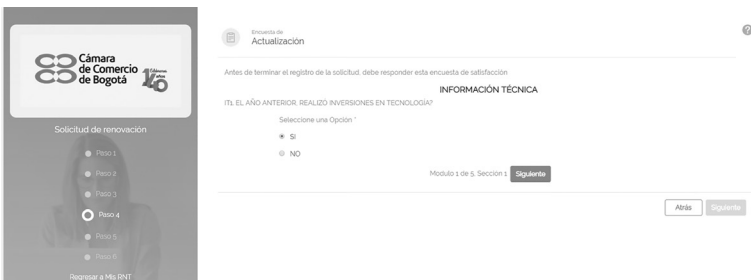 Cámara
de Comercio
de Bogotá
Solicitud de renovación
Paso 1
Paso 2
Paso 3
Paso 4
Paso 5
Paso 6
Regresar a Mis RNT
Encuesta de
Actualización
Antes de terminar el registro de la solicitud, debe responder esta encuesta de satisfacción
INFORMACIÓN TÉCNICA
IT1. EL AÑO ANTERIOR, REALIZÓ INVERSIONES EN TECNOLOGÍA?
Seleccione una Opción *
SI
NO
Modulo 1 de 5, Sección 1 Siguiente
Atrás Siguiente